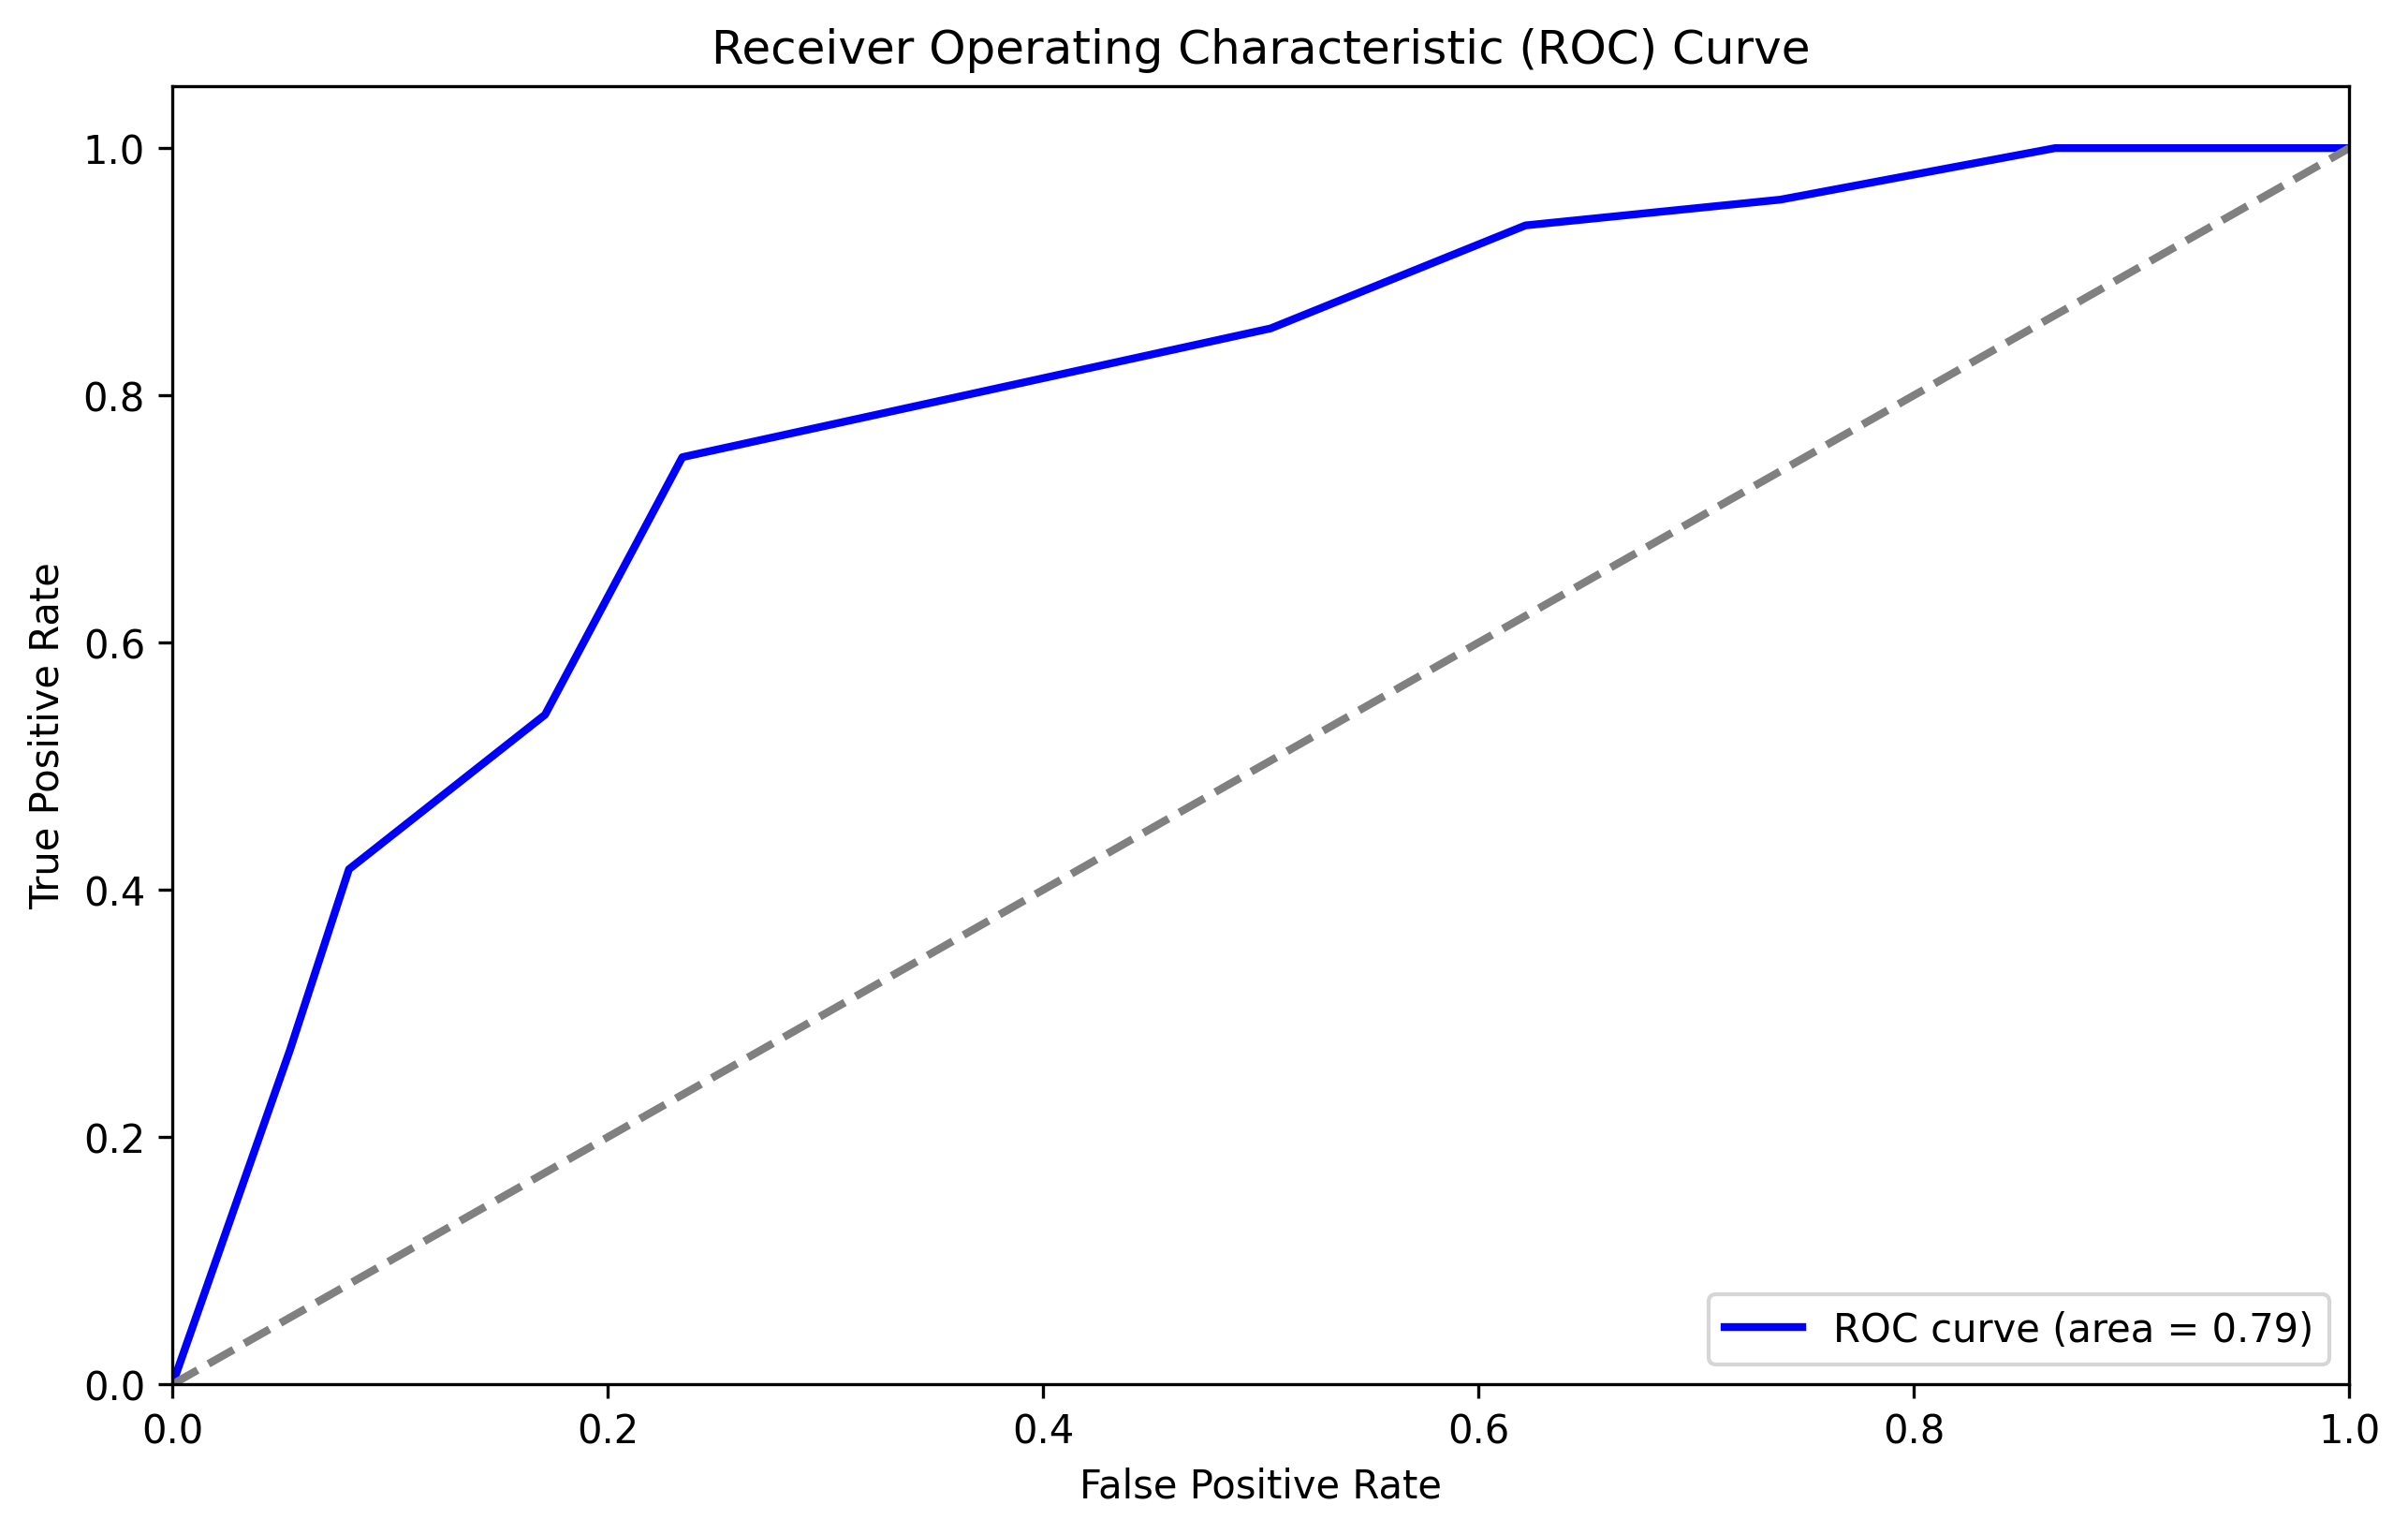 Receiver Operating Characteristic (ROC) Curve
1.0
0.8
0.6
0.4
0.2
0.0
True Positive Rate
ROC curve (area = 0.79)
0.0 0.2 0.4 0.6 0.8 1.0
False Positive Rate